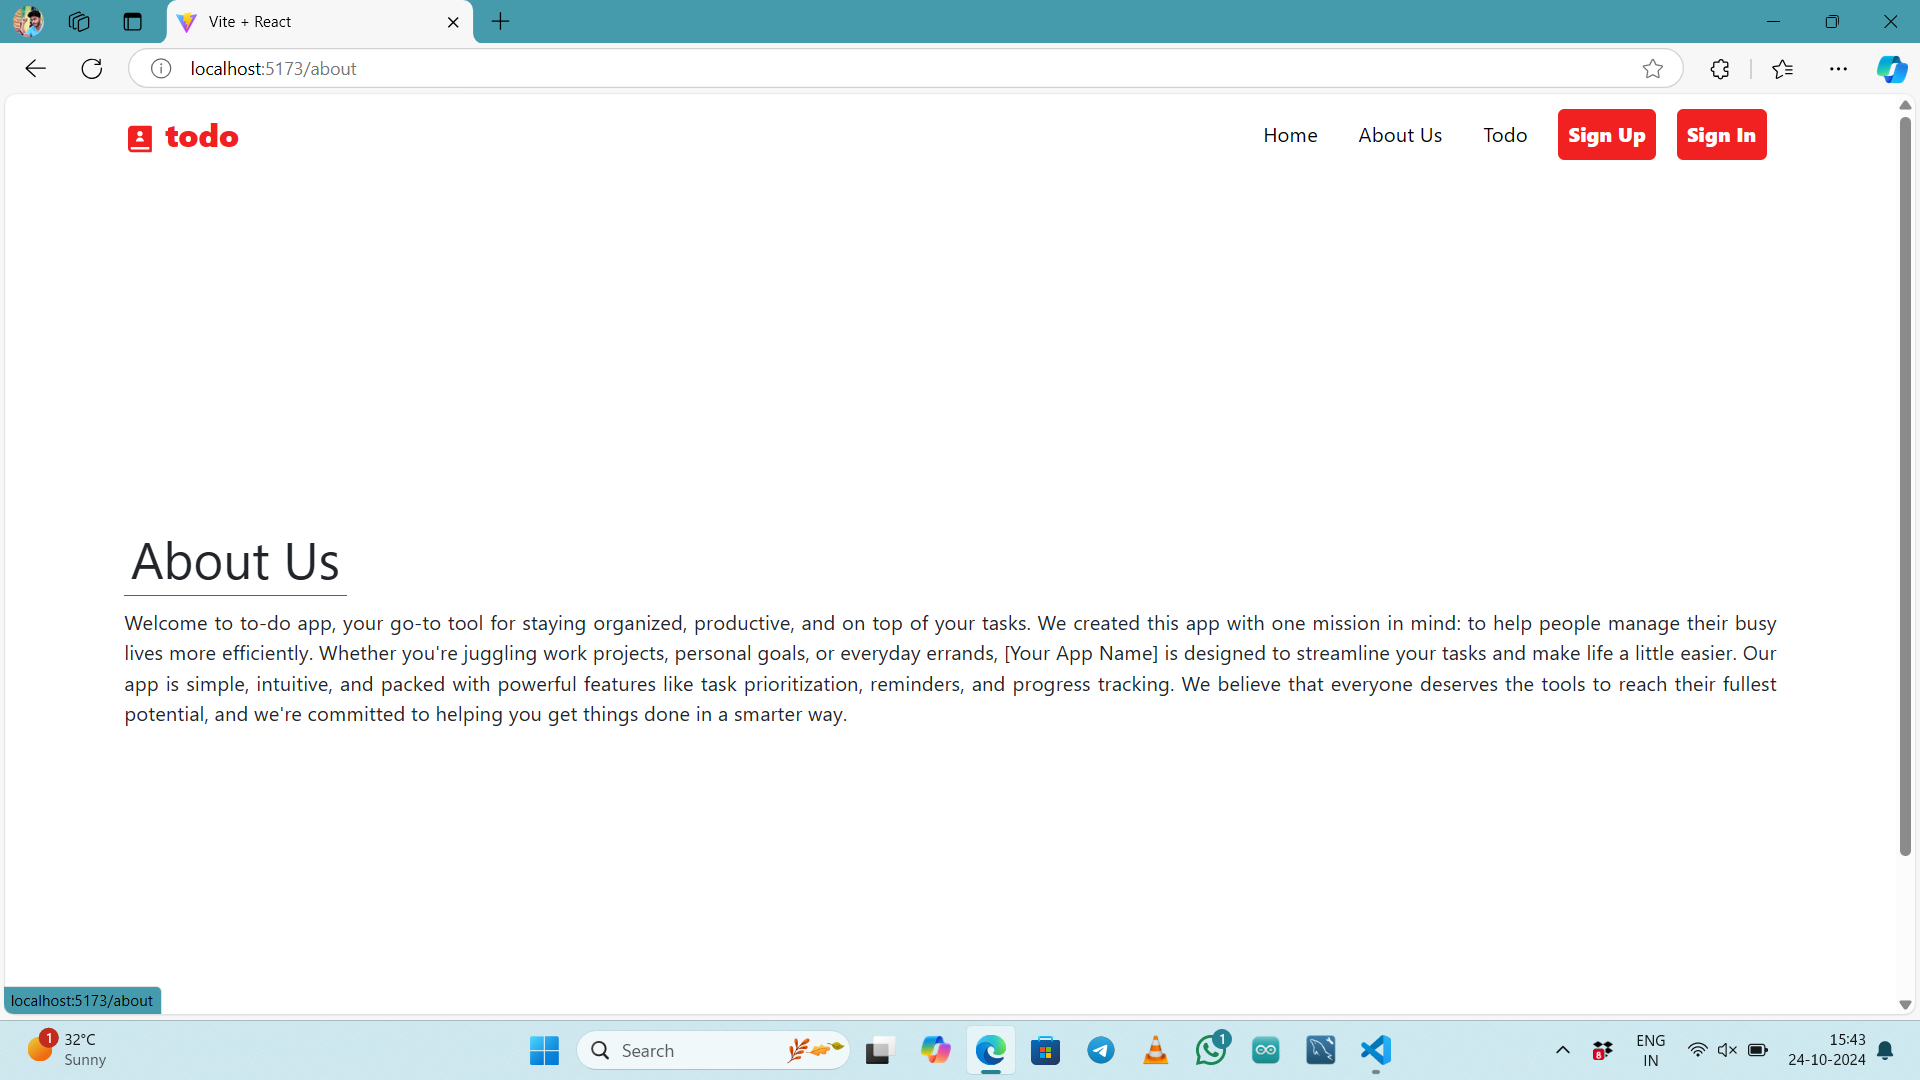 Vite + React
localhost:5173/about
todo
Home
About Us
Todo
Sign Up
Sign In
About Us
Welcome to to-do app, your go-to tool for staying organized, productive, and on top of your tasks. We created this app with one mission in mind: to help people manage their busy
lives more efficiently. Whether you're juggling work projects, personal goals, or everyday errands, [Your App Name] is designed to streamline your tasks and make life a little easier. Our
app is simple, intuitive, and packed with powerful features like task prioritization, reminders, and progress tracking. We believe that everyone deserves the tools to reach their fullest
potential, and we're committed to helping you get things done in a smarter way.
localhost:5173/about
1
32°C
Sunny
Search
1
8
ENG
IN
15:43
24-10-2024